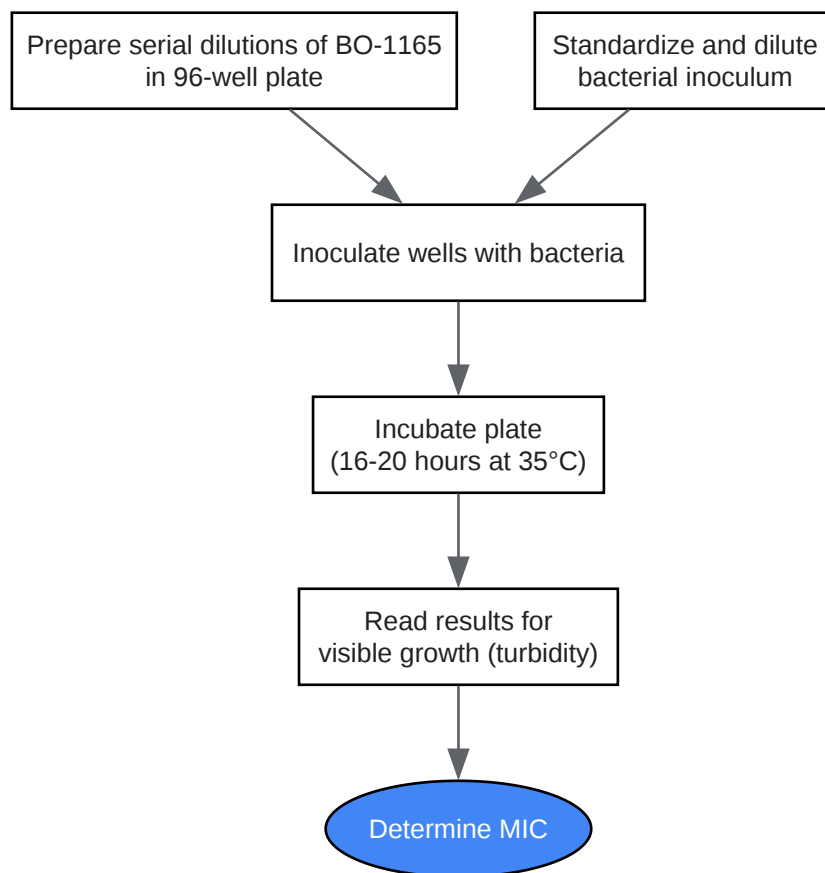 Prepare serial dilutions of BO-1165
in 96-well plate
Standardize and dilute
bacterial inoculum
Inoculate wells with bacteria
Incubate plate
(16-20 hours at 35°C)
Read results for
visible growth (turbidity)
Determine MIC